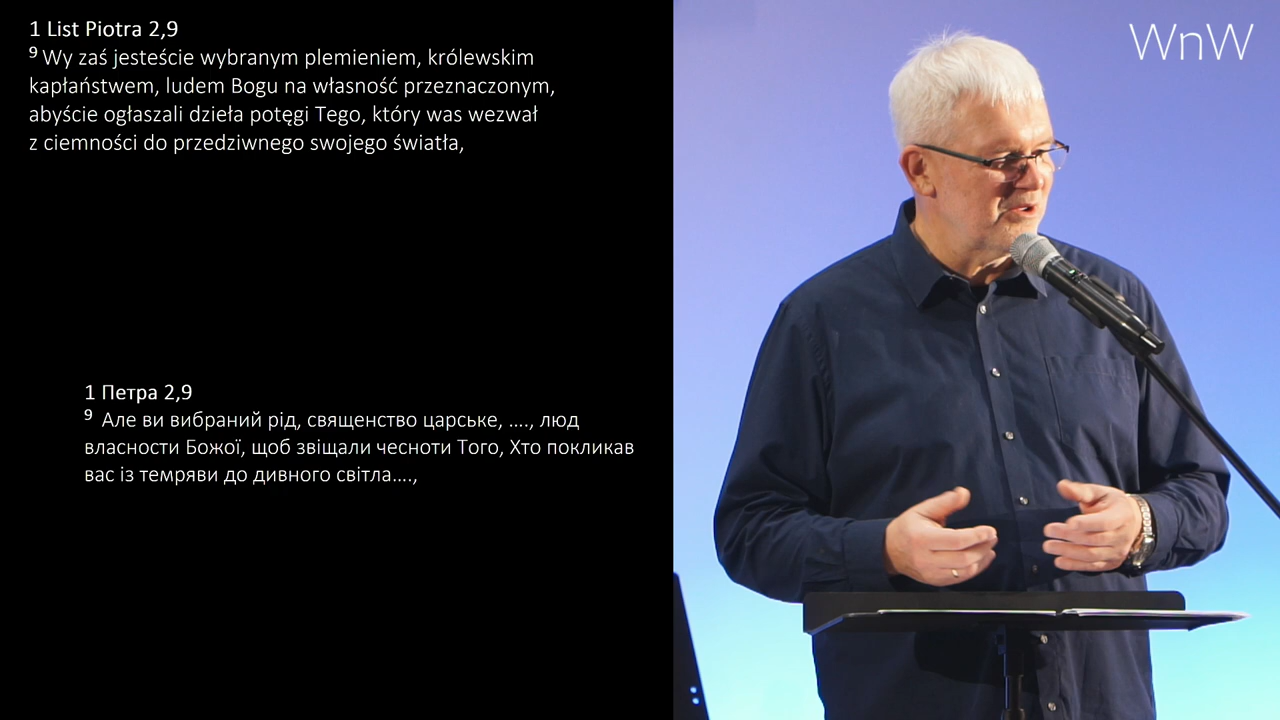 1 List Piotra 2,9
9 Wy zaś jesteście wybranym plemieniem, królewskim
kapłaństwem, ludem Bogu na własność przeznaczonym,
abyście ogłaszali dzieła potęgi Tego, który was wezwał
z ciemności do przedziwnego swojego światła,
1 Петра 2,9
9 Але ви вибраний рід, священство царське, ...., люд
власности Божої, щоб звіщали чесноти Того, Хто покликав
вас із темряви до дивного світла....,
WnW